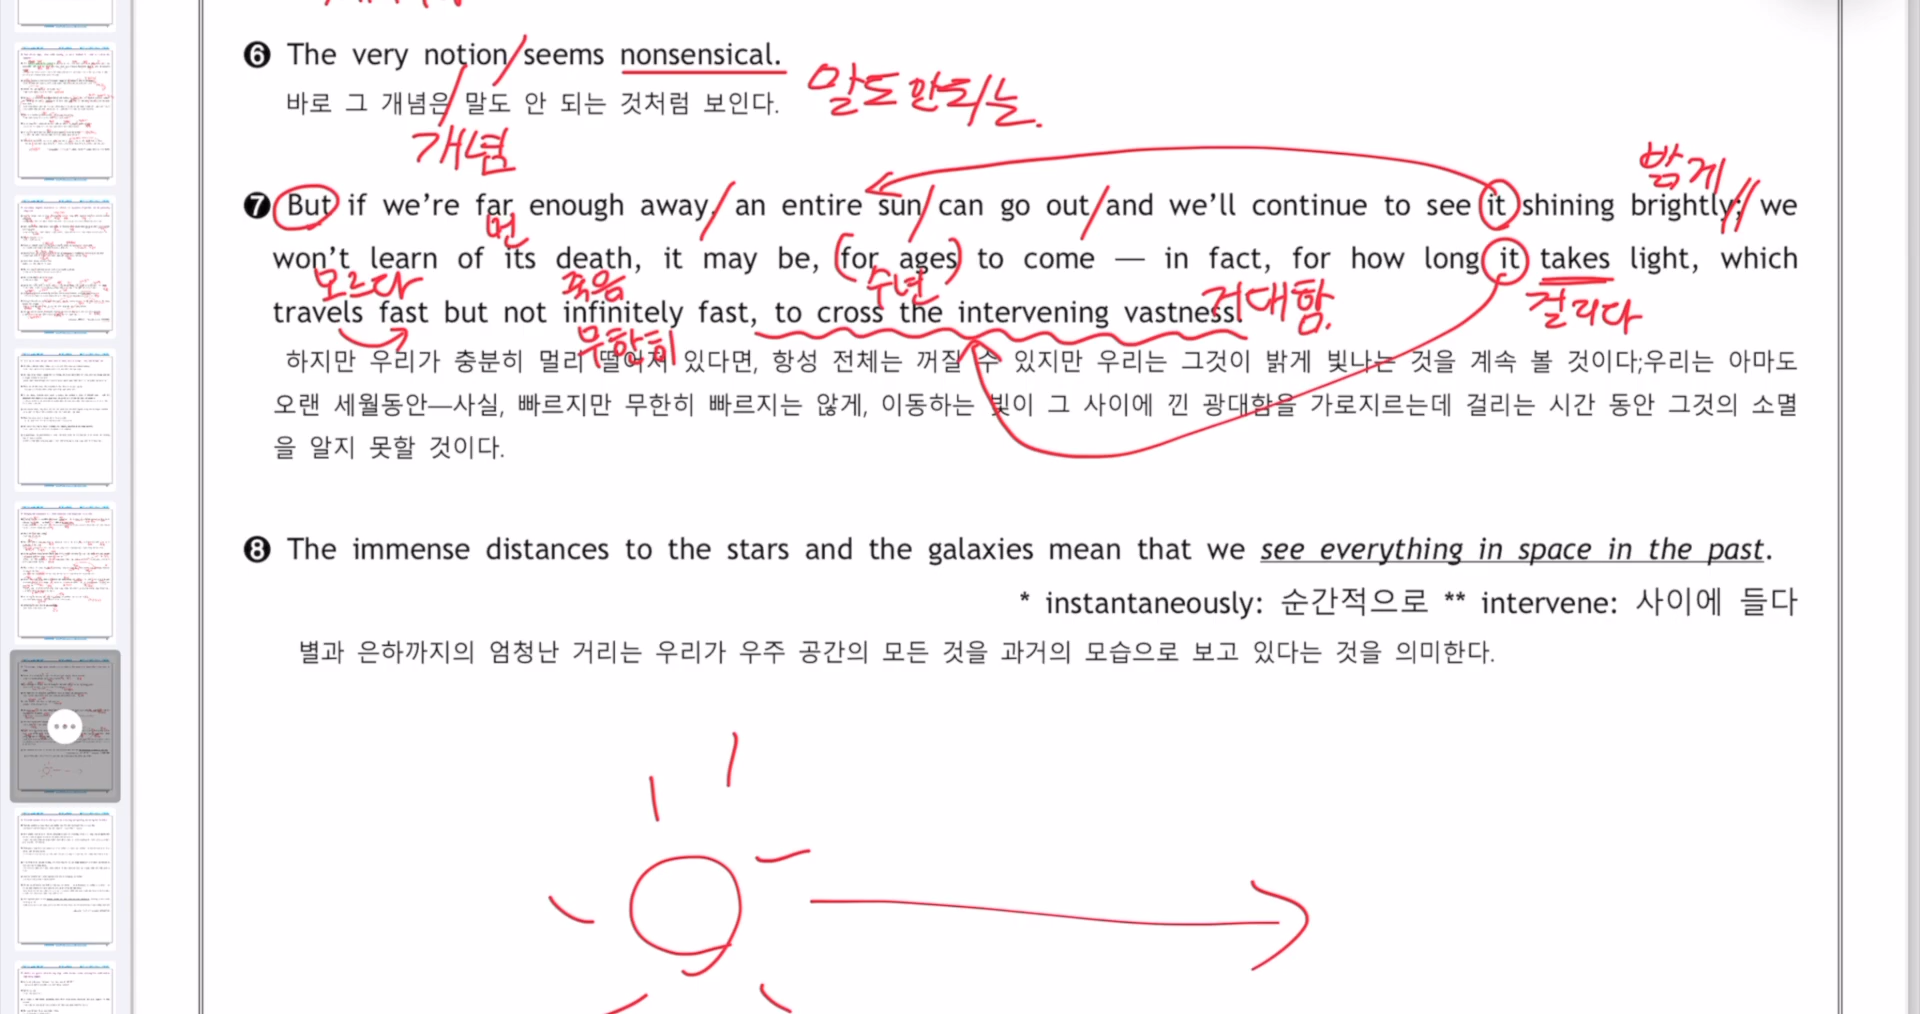 ❻ The very notion seems nonsensical.
말도안되는.
바로 그 개념은 말도 안 되는 것처럼 보인다.
개념
밝게
❼ But if we're far enough away, an entire sun can go out and we'll continue to see it shining brightly; we
먼
won't learn of its death, it may be, for ages to come — in fact, for how long it takes light, which
모르다 죽음 수년 거대함. 걸리다
travels fast but not infinitely fast, to cross the intervening vastness.
무한히
하지만 우리가 충분히 멀리 떨어져 있다면, 항성 전체는 꺼질 수 있지만 우리는 그것이 밝게 빛나는 것을 계속 볼 것이다;우리는 아마도
오랜 세월동안—사실, 빠르지만 무한히 빠르지는 않게, 이동하는 빛이 그 사이에 낀 광대함을 가로지르는데 걸리는 시간 동안 그것의 소멸
을 알지 못할 것이다.
❽ The immense distances to the stars and the galaxies mean that we see everything in space in the past.
* instantaneously: 순간적으로 ** intervene: 사이에 들다
별과 은하까지의 엄청난 거리는 우리가 우주 공간의 모든 것을 과거의 모습으로 보고 있다는 것을 의미한다.